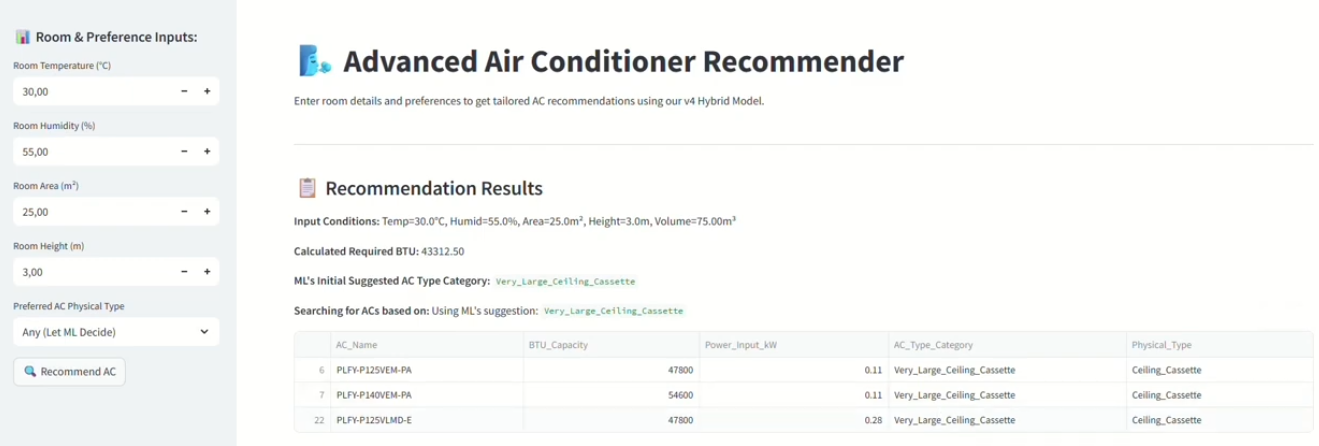 📊 Room & Preference Inputs:
Room Temperature (°C)
30,00 − +
Room Humidity (%)
55,00 − +
Room Area (m²)
25,00 − +
Room Height (m)
3,00 − +
Preferred AC Physical Type
Any (Let ML Decide)
🔍 Recommend AC
🌬️ Advanced Air Conditioner Recommender
Enter room details and preferences to get tailored AC recommendations using our v4 Hybrid Model.
📋 Recommendation Results
Input Conditions: Temp=30.0°C, Humid=55.0%, Area=25.0m², Height=3.0m, Volume=75.00m³
Calculated Required BTU: 43312.50
ML's Initial Suggested AC Type Category: Very_Large_Ceiling_Cassette
Searching for ACs based on: Using ML's suggestion: Very_Large_Ceiling_Cassette
AC_Name BTU_Capacity Power_Input_kW AC_Type_Category Physical_Type
6 PLFY-P125VEM-PA 47800 0.11 Very_Large_Ceiling_Cassette Ceiling_Cassette
7 PLFY-P140VEM-PA 54600 0.11 Very_Large_Ceiling_Cassette Ceiling_Cassette
22 PLFY-P125VLMD-E 47800 0.28 Very_Large_Ceiling_Cassette Ceiling_Cassette